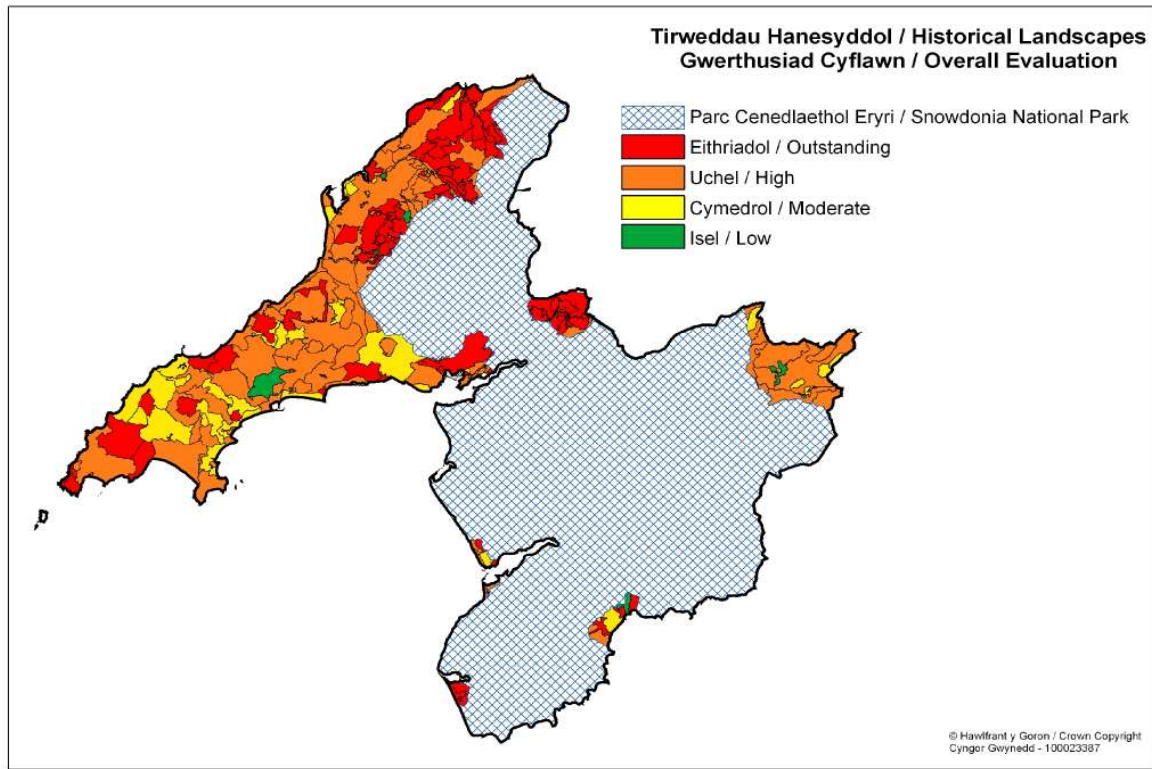 Tirweddau Hanesyddol / Historical Landscapes
Gwerthusiad Cyflawn / Overall Evaluation
Parc Cenedlaethol Eryri / Snowdonia National Park
Eithriadol / Outstanding
Uchel / High
Cymedrol / Moderate
Isel / Low
© Hawlfrant y Goron / Crown Copyright
Cyngor Gwynedd - 100023387